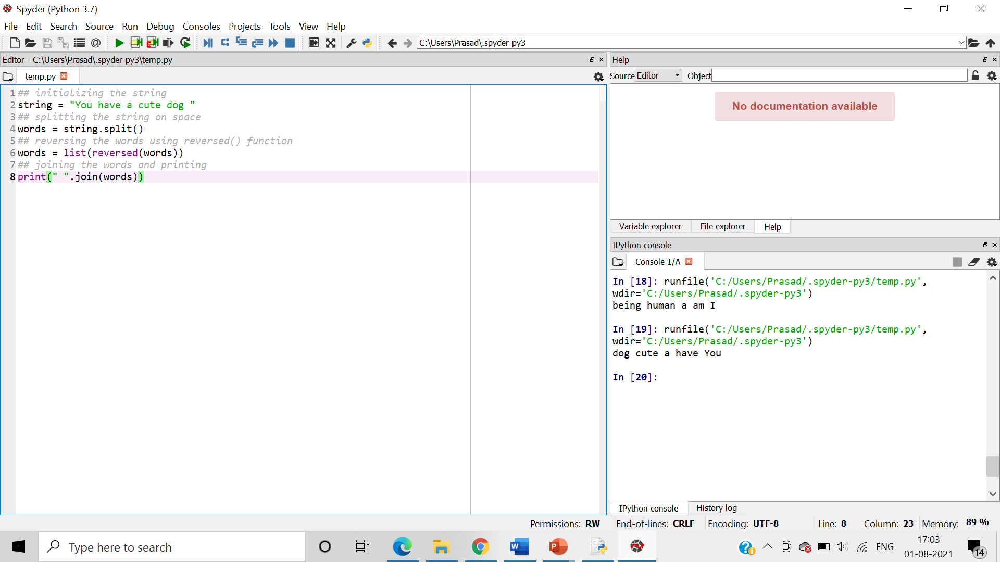 Spyder (Python 3.7)
File Edit Search Source Run Debug Consoles Projects Tools View Help
C:\Users\Prasad\.spyder-py3
Editor - C:\Users\Prasad\.spyder-py3\temp.py
temp.py
1 ## initializing the string
2 string = "You have a cute dog "
3 ## splitting the string on space
4 words = string.split()
5 ## reversing the words using reversed() function
6 words = list(reversed(words))
7 ## joining the words and printing
8 print(" ".join(words))
Help
Source Editor Object
No documentation available
Variable explorer File explorer Help
IPython console
Console 1/A
In [18]: runfile('C:/Users/Prasad/.spyder-py3/temp.py',
wdir='C:/Users/Prasad/.spyder-py3')
being human a am I
In [19]: runfile('C:/Users/Prasad/.spyder-py3/temp.py',
wdir='C:/Users/Prasad/.spyder-py3')
dog cute a have You
In [20]:
IPython console History log
Permissions: RW End-of-lines: CRLF Encoding: UTF-8 Line: 8 Column: 23 Memory: 89 %
Type here to search
ENG
17:03
01-08-2021
14